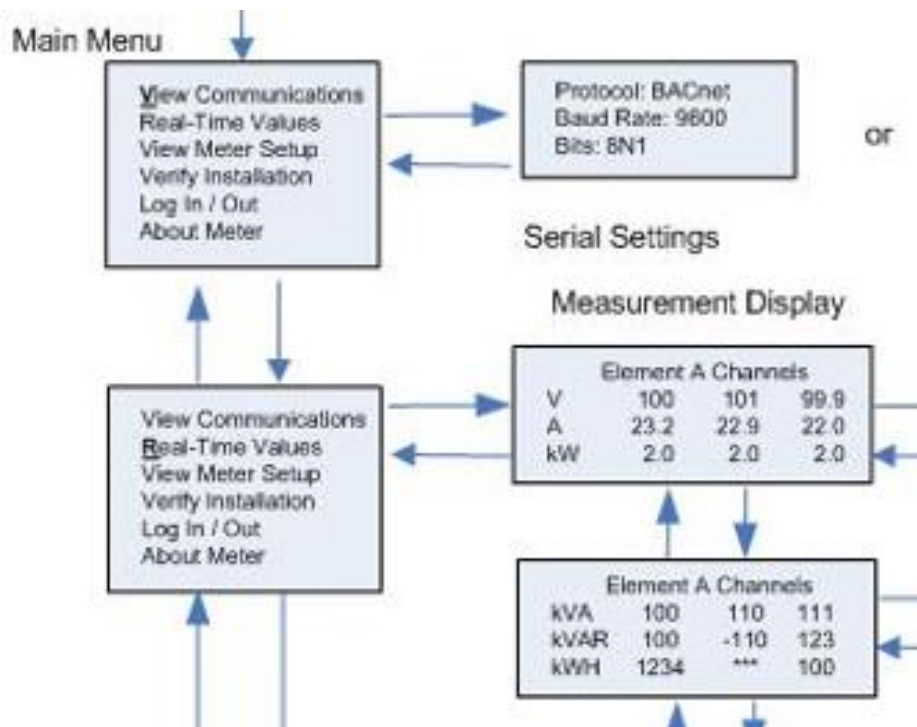 Main Menu
View Communications
Real-Time Values
View Meter Setup
Verify Installation
Log In / Out
About Meter
Protocol: BACnet
Baud Rate: 9600
Bits: 8N1
or
Serial Settings
Measurement Display
View Communications
Real-Time Values
View Meter Setup
Verify Installation
Log In / Out
About Meter
Element A Channels
V 100 101 99.9
A 23.2 22.9 22.0
kW 2.0 2.0 2.0
Element A Channels
kVA 100 110 111
kVAR 100 -110 123
kWH 1234 *** 100